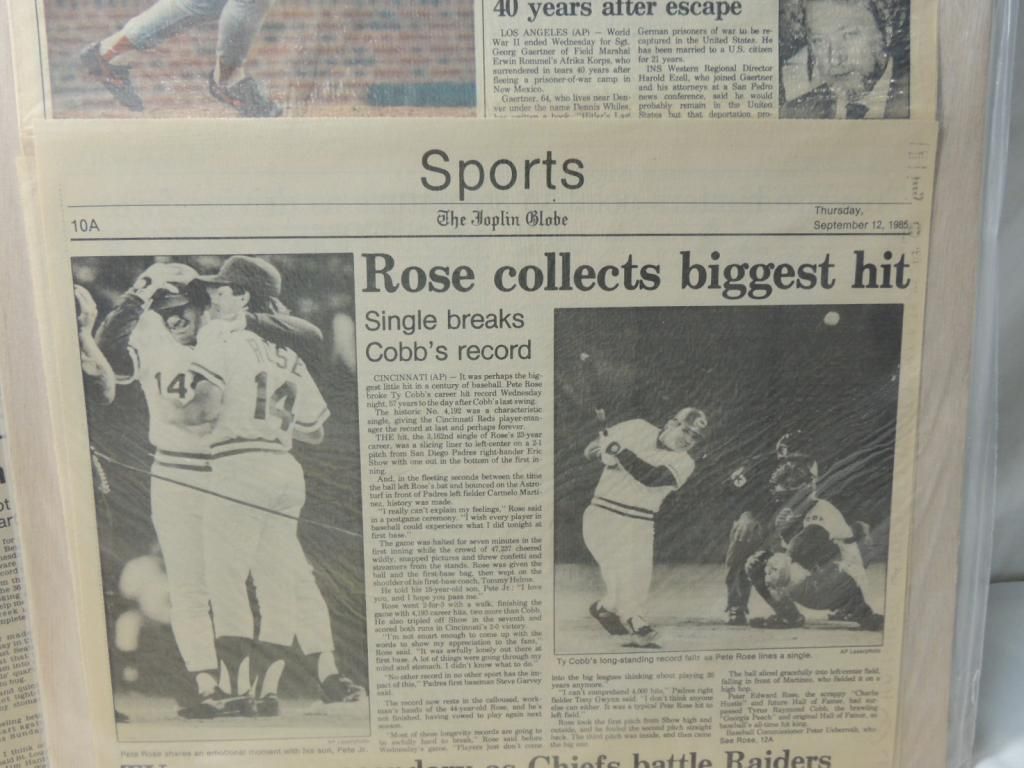 40 years after escape
LOS ANGELES (AP) — World
War II ended Wednesday for Sgt.
Georg Gaertner of Field Marshal
Erwin Rommel's Afrika Korps, who
surrendered in tears 40 years after
fleeing a prisoner-of-war camp in
New Mexico.
Gaertner, 64, who lives near Den-
ver under the name Dennis Whiles,
German prisoners of war to be re-
captured in the United States. He
has been married to a U.S. citizen
for 21 years.
INS Western Regional Director
Harold Ezell, who joined Gaertner
and his attorneys at a San Pedro
news conference, said he would
probably remain in the United
States but that deportation pro-
Sports
10A
The Joplin Globe
Thursday,
September 12, 1985
Rose collects biggest hit
Single breaks
Cobb's record
CINCINNATI (AP) — It was perhaps the big-
gest little hit in a century of baseball. Pete Rose
broke Ty Cobb's career hit record Wednesday
night, 57 years to the day after Cobb's last swing.
The historic No. 4,192 was a characteristic
single, giving the Cincinnati Reds player-man-
ager the record at last and perhaps forever.
THE hit, the 3,162nd single of Rose's 23-year
career, was a slicing liner to left-center on a 2-1
pitch from San Diego Padres right-hander Eric
Show with one out in the bottom of the first in-
ning.
And, in the fleeting seconds between the time
the ball left Rose's bat and bounced on the Astro-
turf in front of Padres left fielder Carmelo Marti-
nez, history was made.
"I really can't explain my feelings," Rose said
in a postgame ceremony. "I wish every player in
baseball could experience what I did tonight at
first base."
The game was halted for seven minutes in the
first inning while the crowd of 47,237 cheered
wildly, snapped pictures and threw confetti and
streamers from the stands. Rose was given the
ball and the first-base bag, then wept on the
shoulder of his first-base coach, Tommy Helms.
He told his 15-year-old son, Pete Jr.: "I love
you, and I hope you pass me."
Rose went 2-for-3 with a walk, finishing the
game with 4,193 career hits, two more than Cobb.
He also tripled off Show in the seventh and
scored both runs in Cincinnati's 2-0 victory.
"I'm not smart enough to come up with the
words to show my appreciation to the fans,"
Rose said. "It was awfully lonely out there at
first base. A lot of things were going through my
mind and stomach. I didn't know what to do."
"No other record in no other sport has the im-
pact of this," Padres first baseman Steve Garvey
said.
The record now rests in the calloused, work-
man's hands of the 44-year-old Rose, and he's
not finished, having vowed to play again next
season.
"Most of these longevity records are going to
be awfully hard to break," Rose said before
Wednesday's game. "Players just don't come
ROSE
14
14
AP Laserphoto
Pete Rose shares an emotional moment with his son, Pete Jr.
AP Laserphoto
Ty Cobb's long-standing record falls as Pete Rose lines a single.
into the big leagues thinking about playing 20
years anymore."
"I can't comprehend 4,000 hits," Padres right
fielder Tony Gwynn said. "I don't think anyone
else can either. It was a typical Pete Rose hit to
left field."
Rose took the first pitch from Show high and
outside, and he fouled the second pitch straight
back. The third pitch was inside, and then came
the big one.
The ball sliced gracefully into left-center field,
falling in front of Martinez, who fielded it on a
high hop.
Peter Edward Rose, the scrappy "Charlie
Hustle" and future Hall of Famer, had sur-
passed Tyrus Raymond Cobb, the brawling
"Georgia Peach" and original Hall of Famer, as
baseball's all-time hit king.
Baseball Commissioner Peter Ueberroth, who
See Rose, 12A
as Chiefs battle Raiders